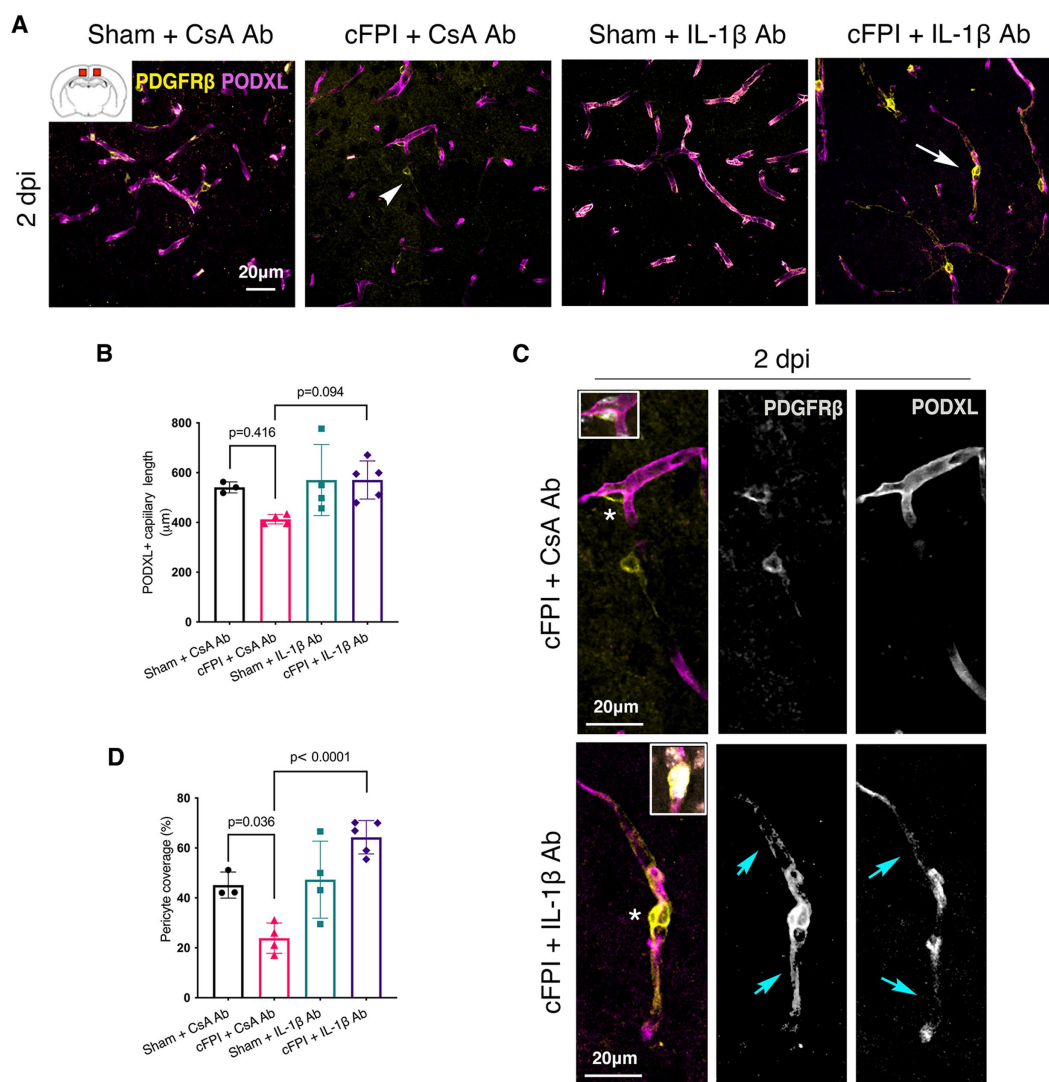 A
Sham + CsA Ab
cFPI + CsA Ab
Sham + IL-1β Ab
cFPI + IL-1β Ab
PDGFRβ PODXL
2 dpi
20µm
B
p=0.094
p=0.416
800
600
400
200
0
PODXL+ capiilary length
(µm)
Sham + CsA Ab
cFPI + CsA Ab
Sham + IL-1β Ab
cFPI + IL-1β Ab
C
2 dpi
PDGFRβ
PODXL
cFPI + CsA Ab
*
20µm
cFPI + IL-1β Ab
*
20µm
D
p< 0.0001
p=0.036
80
60
40
20
0
Pericyte coverage (%)
Sham + CsA Ab
cFPI + CsA Ab
Sham + IL-1β Ab
cFPI + IL-1β Ab